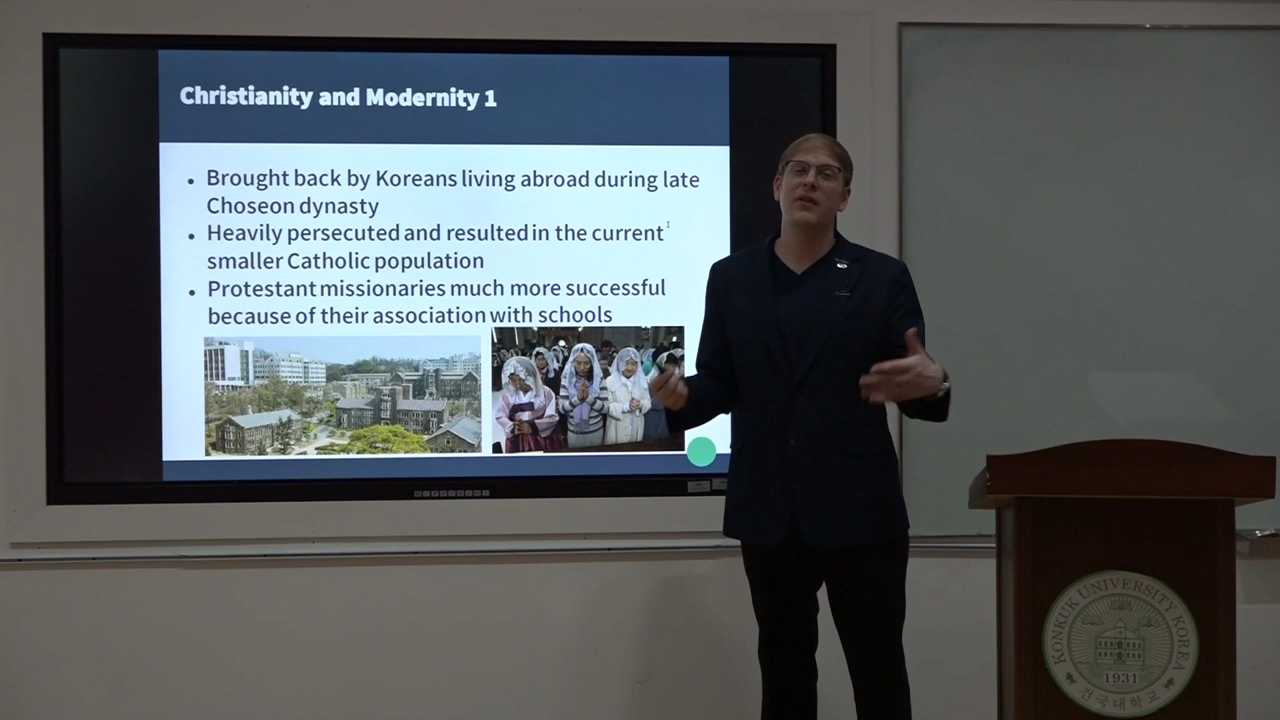 Christianity and Modernity 1
Brought back by Koreans living abroad during late
Choseon dynasty
Heavily persecuted and resulted in the current
smaller Catholic population
Protestant missionaries much more successful
because of their association with schools
KONKUK UNIVERSITY KOREA
1931
건국대학교